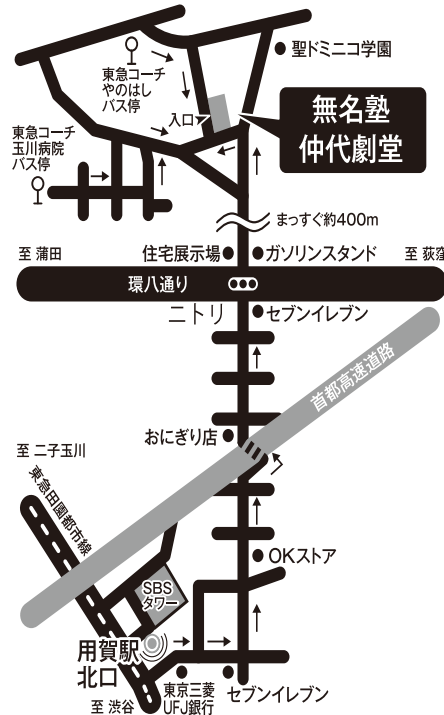 聖ドミニコ学園
東急コーチ
やのはし
バス停
入口
無名塾
仲代劇堂
東急コーチ
玉川病院
バス停
まっすぐ約400m
至 蒲田
住宅展示場
ガソリンスタンド
至 荻窪
環八通り
ニトリ
セブンイレブン
首都高速道路
おにぎり店
至 二子玉川
東急田園都市線
OKストア
SBS
タワー
用賀駅
北口
至 渋谷
東京三菱
UFJ銀行
セブンイレブン